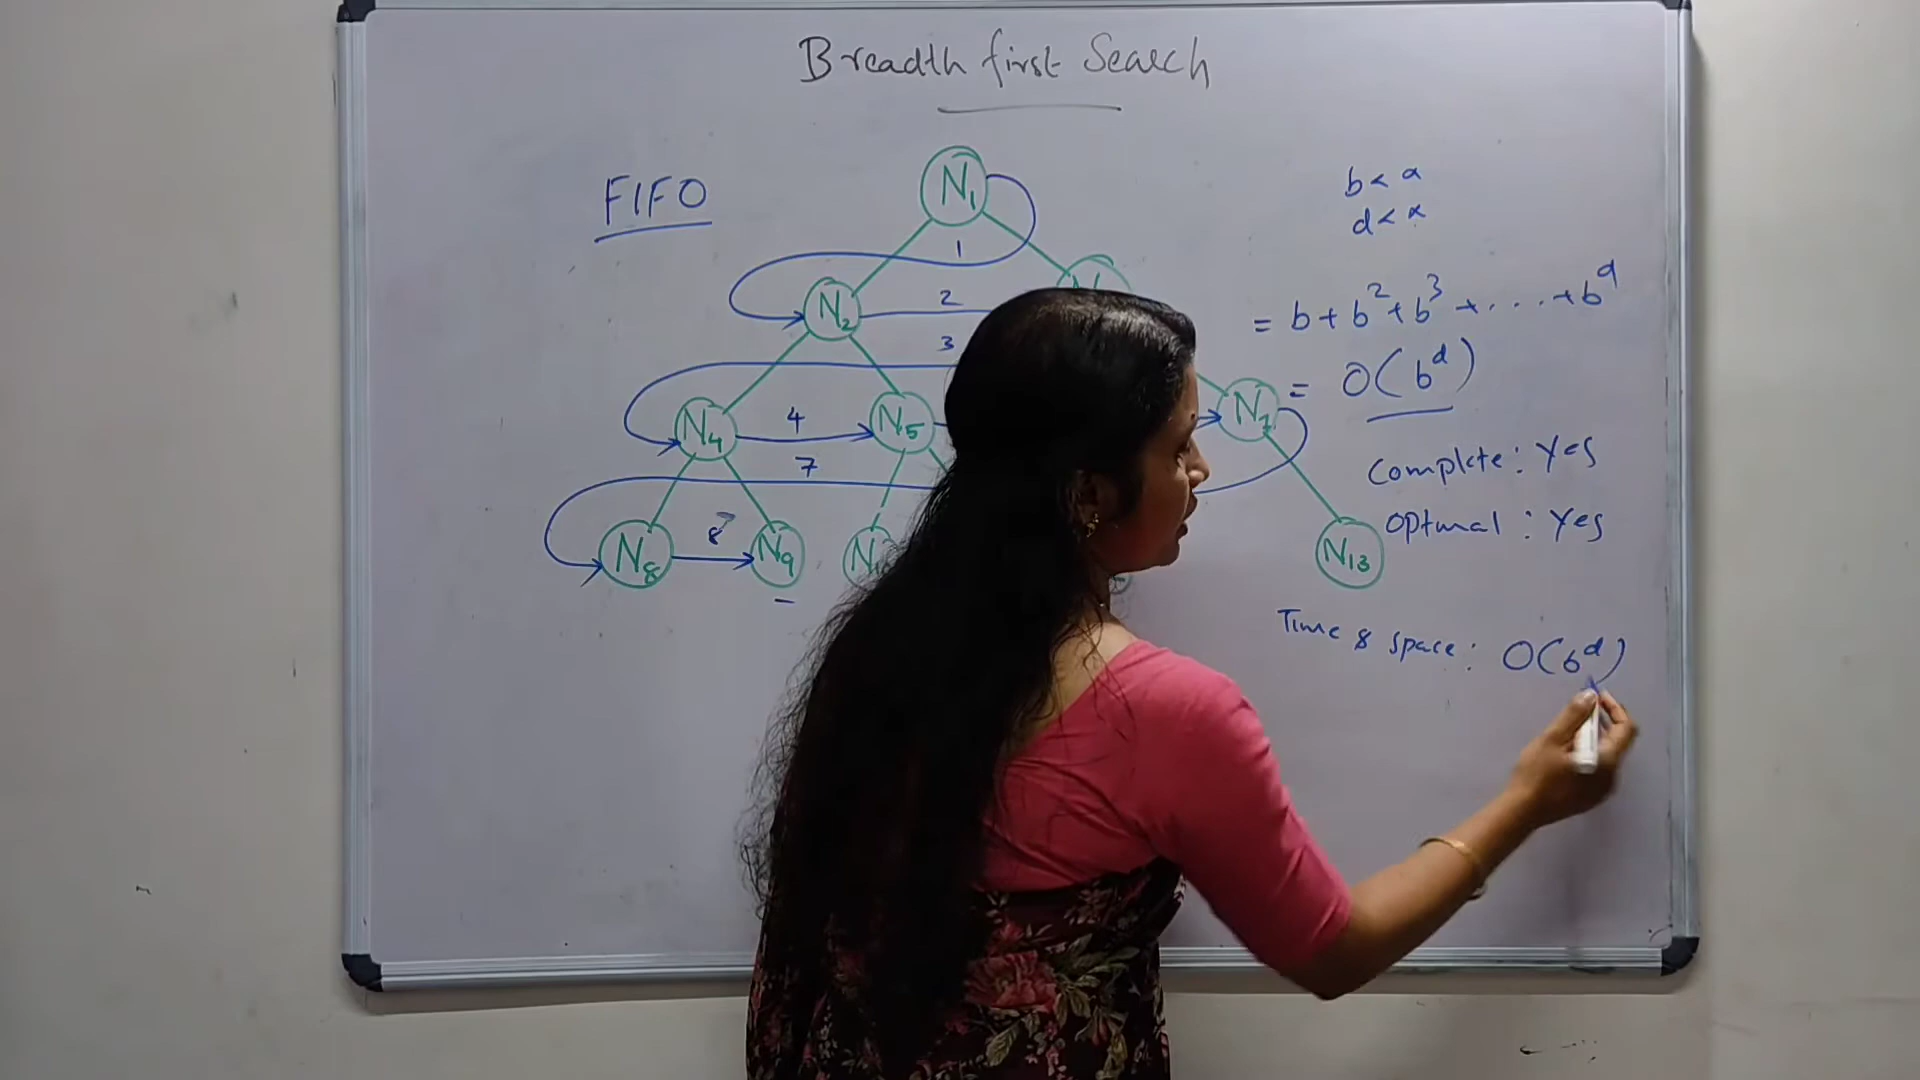 Breadth first Search
FIFO
N1
1
N2
2
3
N4
4
N5
N7
7
N8
8
N9
N13
b < α
d < α
= b + b² + b³ + . . . + b^d
= O(b^d)
Complete : Yes
Optmal : Yes
Time & space : O(b^d)